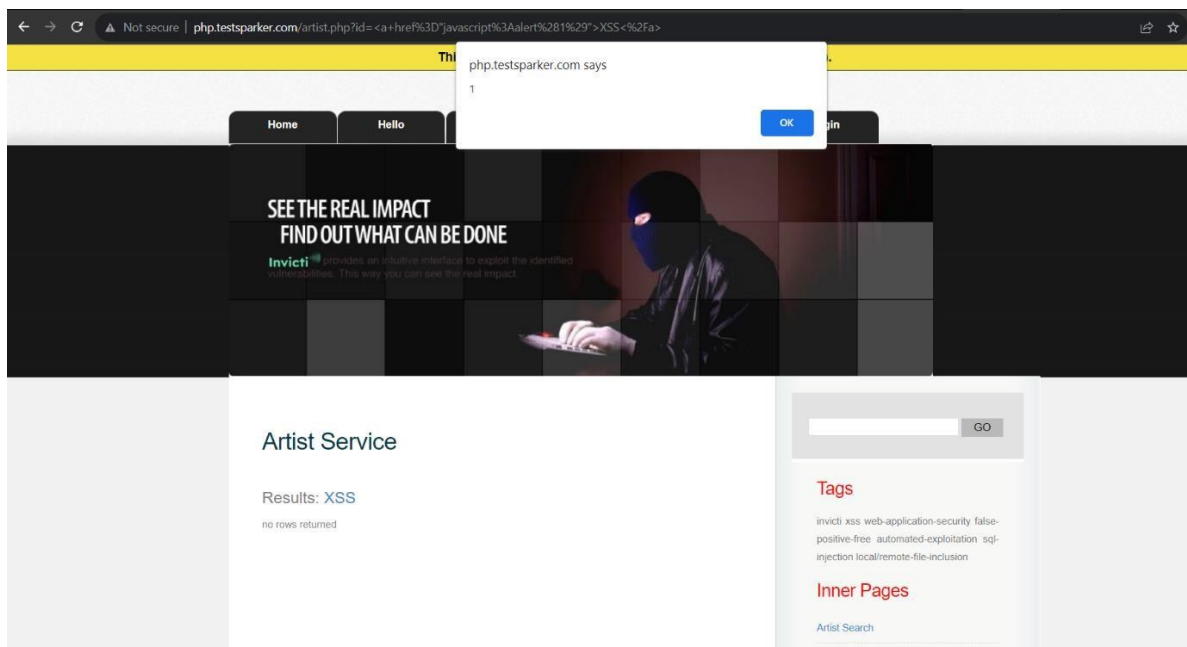 Not secure | php.testsparker.com/artist.php?id=<a+href%3D"javascript%3Aalert%281%29">XSS<%2Fa>
Thi
php.testsparker.com says
1
OK
Home
Hello
gin
SEE THE REAL IMPACT
FIND OUT WHAT CAN BE DONE
Invicti provides an intuitive interface to exploit the identified
vulnerabilities. This way you can see the real impact.
Artist Service
GO
Results: XSS
no rows returned
Tags
invicti xss web-application-security false-
positive-free automated-exploitation sql-
injection local/remote-file-inclusion
Inner Pages
Artist Search